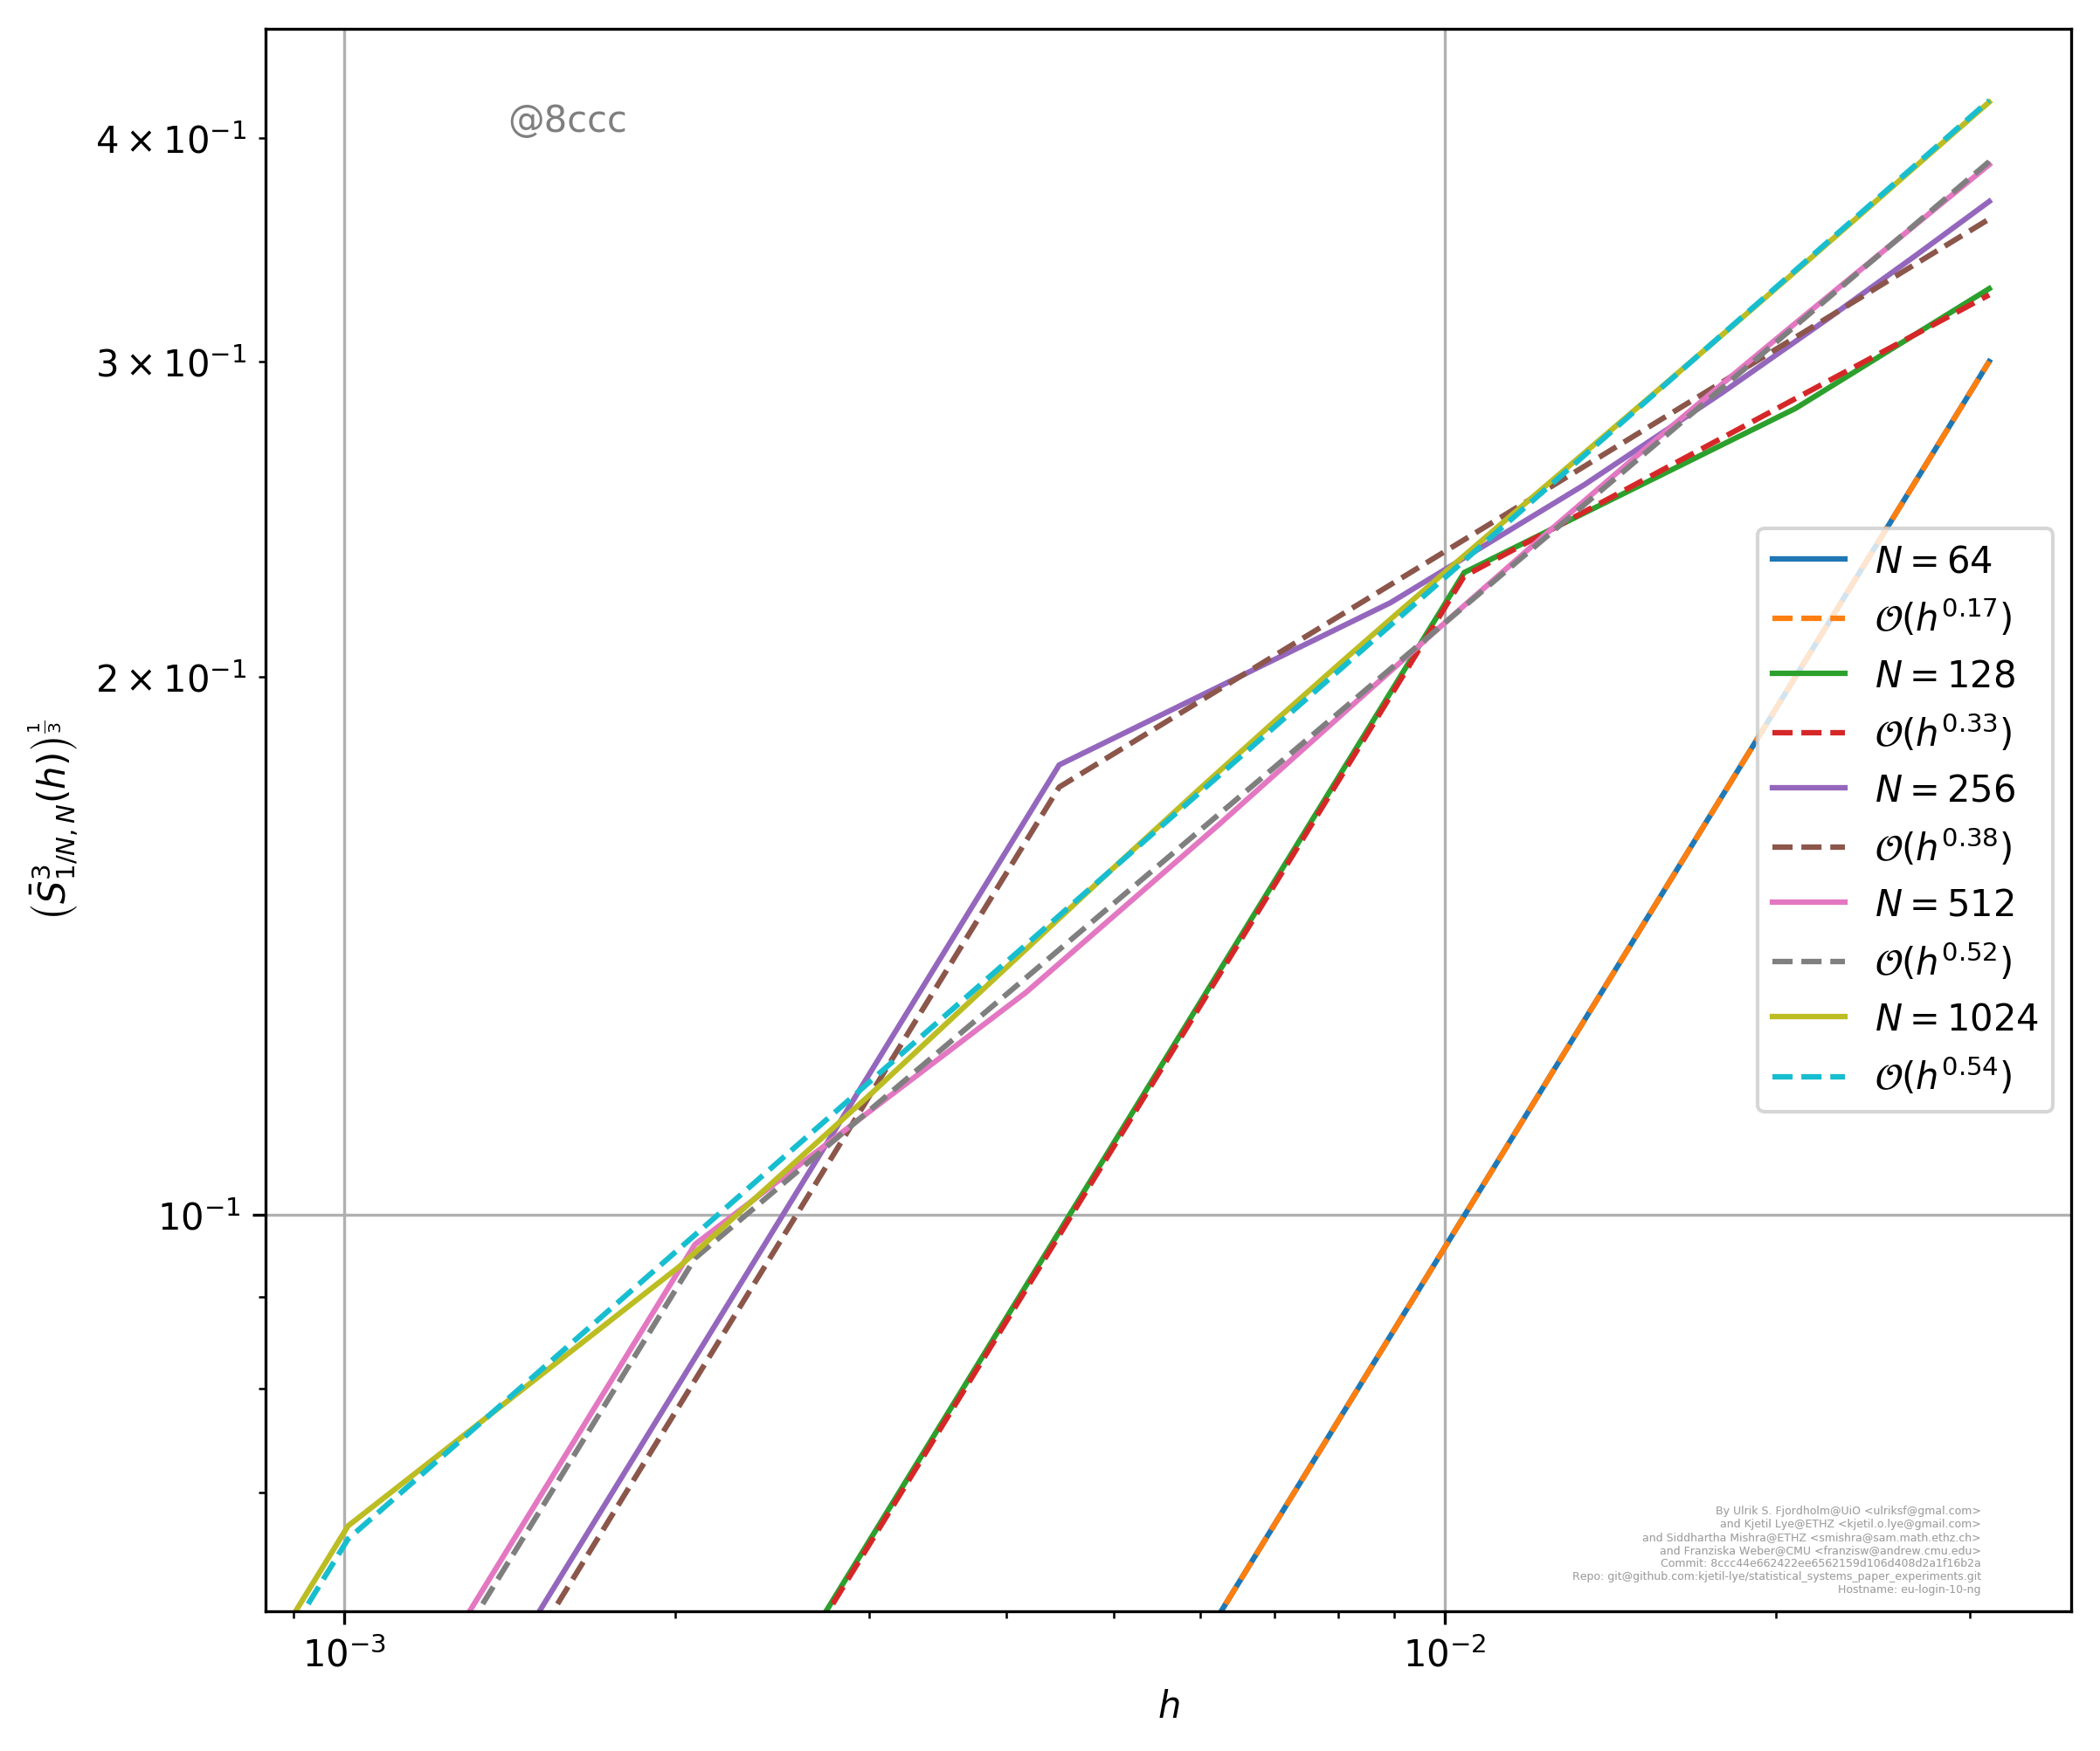 @8ccc
4 × 10⁻¹
3 × 10⁻¹
2 × 10⁻¹
10⁻¹
(S̄³₁/N, N(h))^(1/3)
N = 64
𝒪(h^0.17)
N = 128
𝒪(h^0.33)
N = 256
𝒪(h^0.38)
N = 512
𝒪(h^0.52)
N = 1024
𝒪(h^0.54)
By Ulrik S. Fjordholm@UiO <ulriksf@gmal.com>
and Kjetil Lye@ETHZ <kjetil.o.lye@gmail.com>
and Siddhartha Mishra@ETHZ <smishra@sam.math.ethz.ch>
and Franziska Weber@CMU <franzisw@andrew.cmu.edu>
Commit: 8ccc44e662422ee6562159d106d408d2a1f16b2a
Repo: git@github.com:kjetil-lye/statistical_systems_paper_experiments.git
Hostname: eu-login-10-ng
10⁻³
10⁻²
h